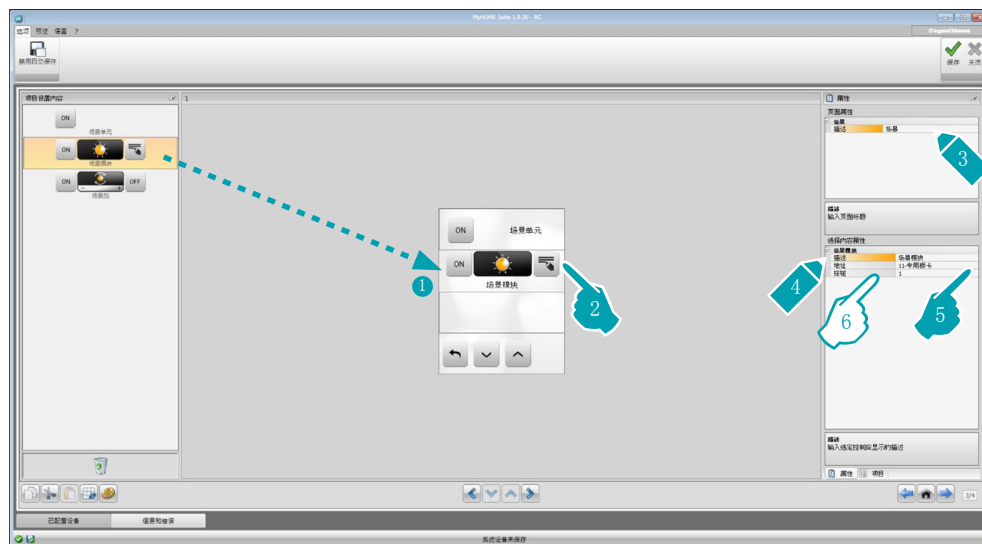 MyHOME Suite 1.0.30 - RC
选项 预览 语言 ?
禁用自动保存
保存 关闭
项目设置内容
1
属性
ON
场景单元
ON
场景模块
ON
OFF
场景加
页面属性
场景
描述 场景
3
描述
输入页面标题
ON 场景单元
ON
场景模块
1
2
选择内容属性
场景模块
描述 场景模块
地址 11-专用板卡
按钮 1
4
5
6
描述
输入选定控制应显示的描述
属性 项目
3/4
已配置设备 信息和错误
系统设备未保存